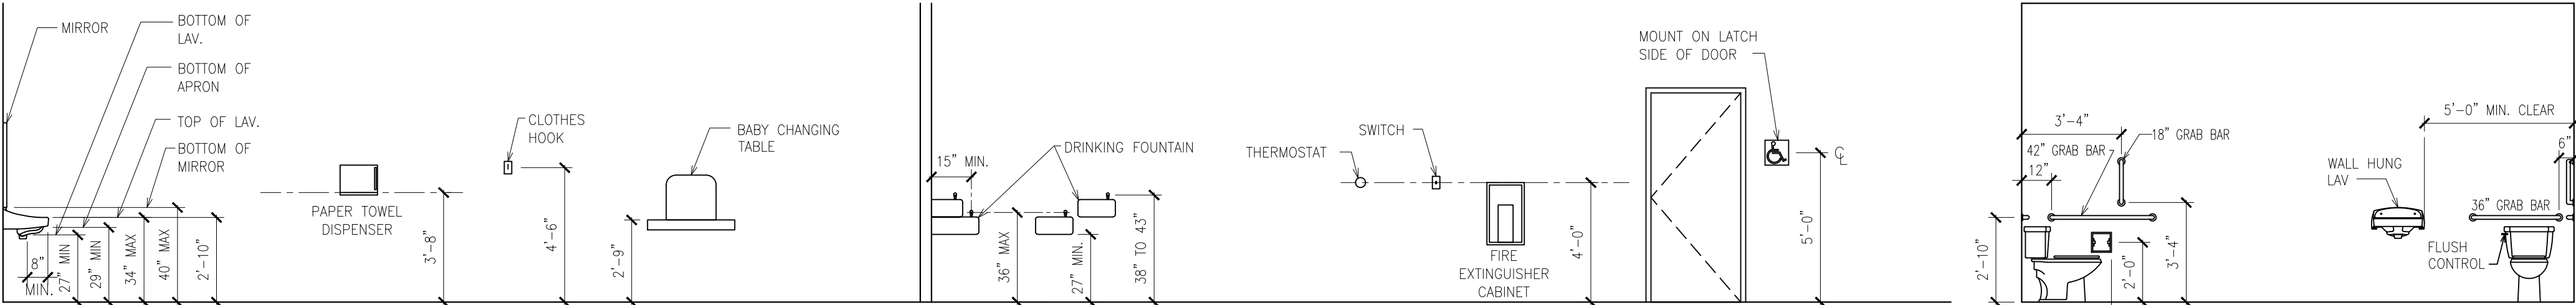 MIRROR
BOTTOM OF
LAV.
BOTTOM OF
APRON
TOP OF LAV.
BOTTOM OF
MIRROR
8"
MIN.
27" MIN
29" MIN
34" MAX
40" MAX
2'-10"
PAPER TOWEL
DISPENSER
3'-8"
CLOTHES
HOOK
4'-6"
BABY CHANGING
TABLE
2'-9"
15" MIN.
DRINKING FOUNTAIN
36" MAX
27" MIN.
38" TO 43"
THERMOSTAT
SWITCH
FIRE
EXTINGUISHER
CABINET
4'-0"
MOUNT ON LATCH
SIDE OF DOOR
CL
5'-0"
3'-4"
18" GRAB BAR
42" GRAB BAR
12"
2'-10"
2'-0"
3'-4"
5'-0" MIN. CLEAR
6"
WALL HUNG
LAV
36" GRAB BAR
FLUSH
CONTROL